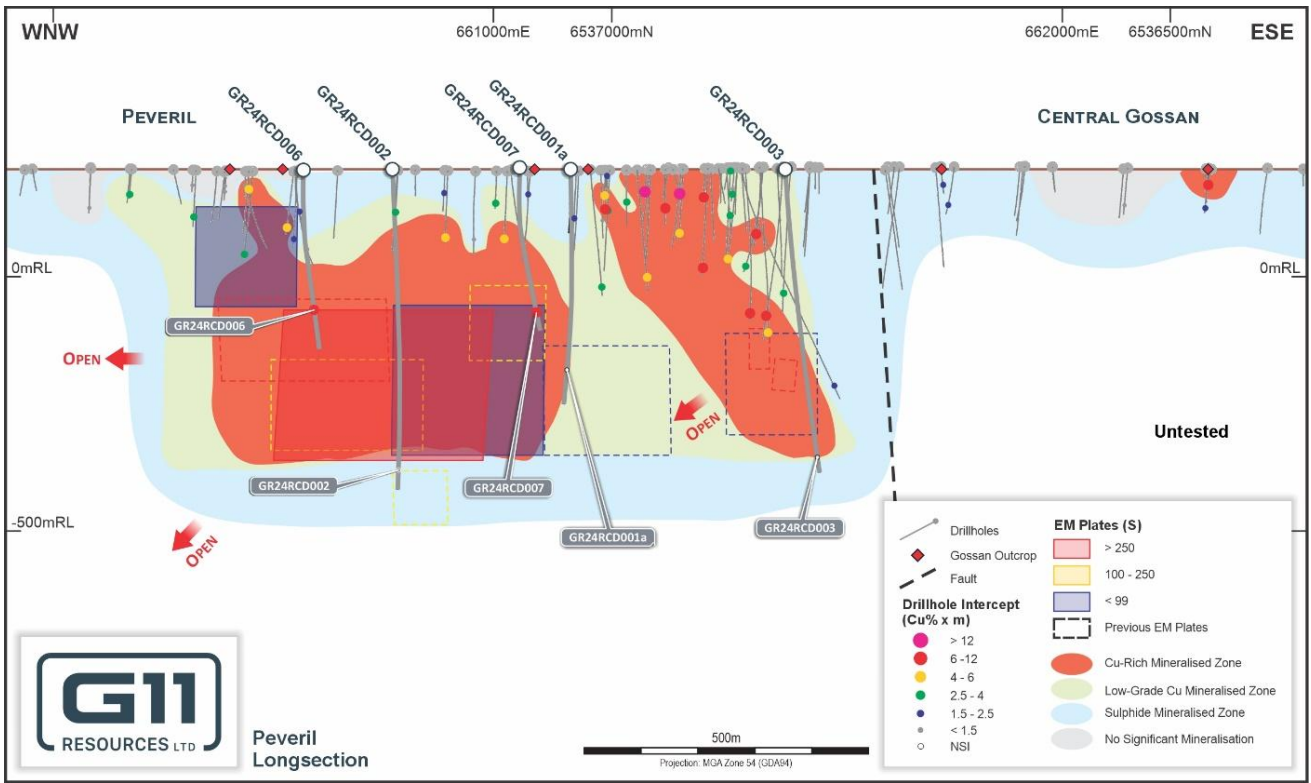 WNW
661000mE
6537000mN
662000mE
6536500mN
ESE
PEVERIL
GR24RCD006
GR24RCD002
GR24RCD007
GR24RCD001a
GR24RCD003
CENTRAL GOSSAN
0mRL
0mRL
GR24RCD006
OPEN
OPEN
Untested
GR24RCD002
GR24RCD007
GR24RCD003
GR24RCD001a
-500mRL
OPEN
Drillholes
Gossan Outcrop
Fault
Drillhole Intercept
(Cu% x m)
> 12
6 -12
4 - 6
2.5 - 4
1.5 - 2.5
< 1.5
NSI
EM Plates (S)
> 250
100 - 250
< 99
Previous EM Plates
Cu-Rich Mineralised Zone
Low-Grade Cu Mineralised Zone
Sulphide Mineralised Zone
No Significant Mineralisation
G11
RESOURCES LTD
Peveril
Longsection
500m
Projection: MGA Zone 54 (GDA94)